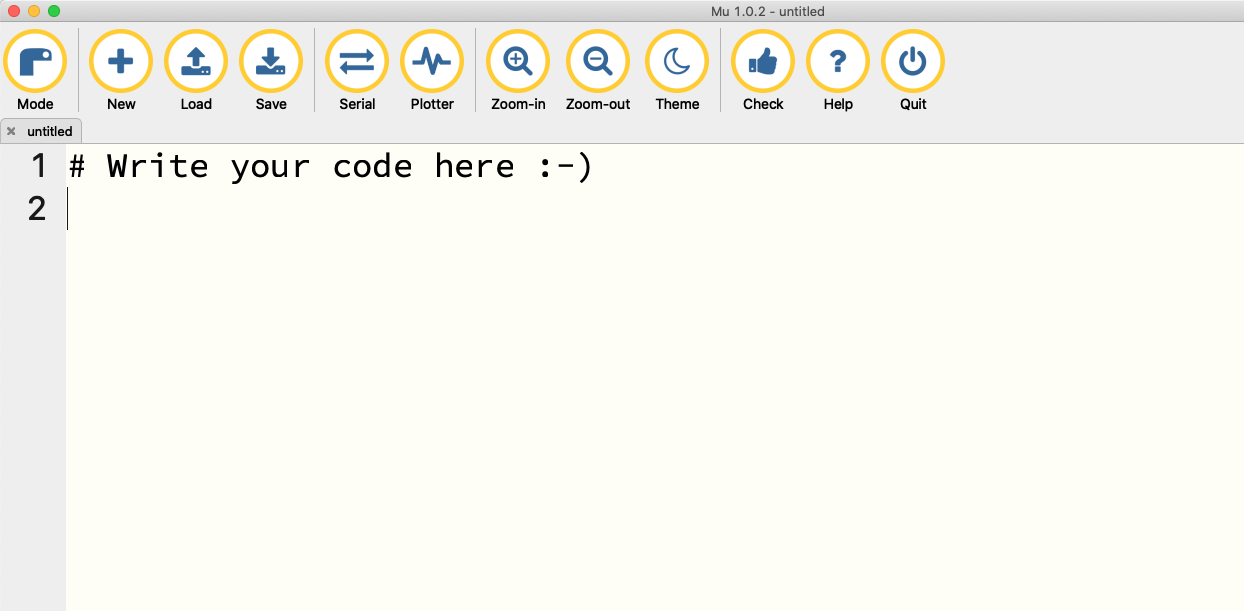 Mu 1.0.2 - untitled
Mode New Load Save Serial Plotter Zoom-in Zoom-out Theme Check Help Quit
untitled
1 # Write your code here :-)
2